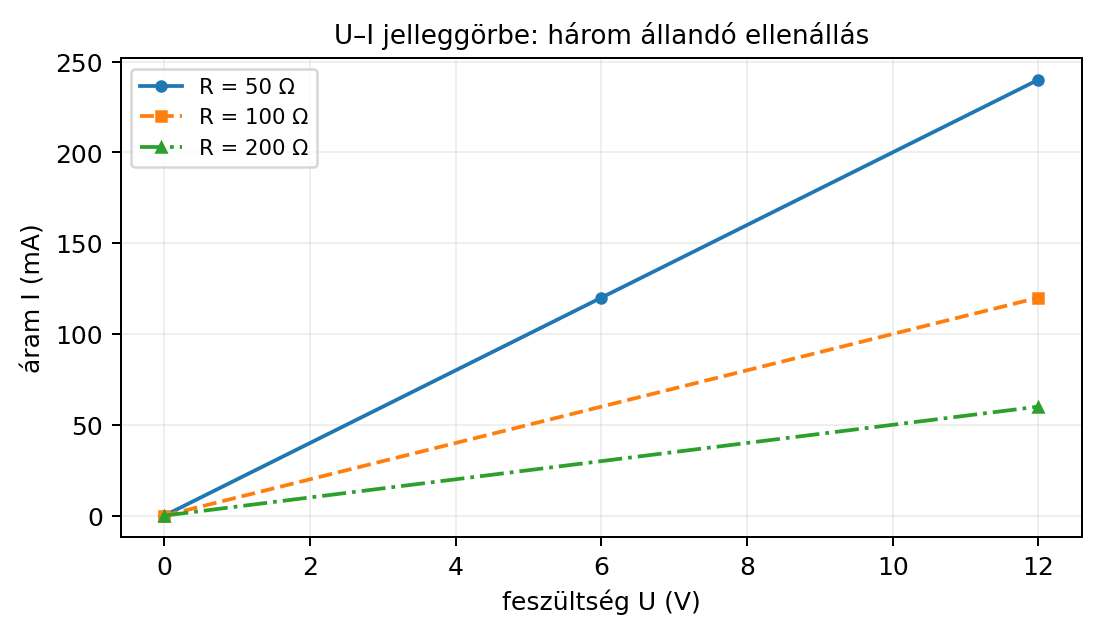 U–I jelleggörbe: három állandó ellenállás
R = 50 Ω
R = 100 Ω
R = 200 Ω
áram I (mA)
250
200
150
100
50
0
0 2 4 6 8 10 12
feszültség U (V)